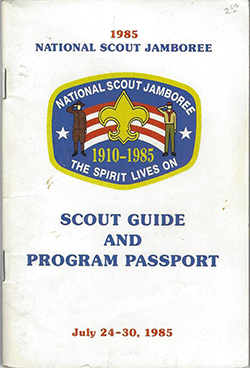 1985
NATIONAL SCOUT JAMBOREE
NATIONAL SCOUT JAMBOREE
1910-1985
THE SPIRIT LIVES ON
SCOUT GUIDE
AND
PROGRAM PASSPORT
July 24-30, 1985